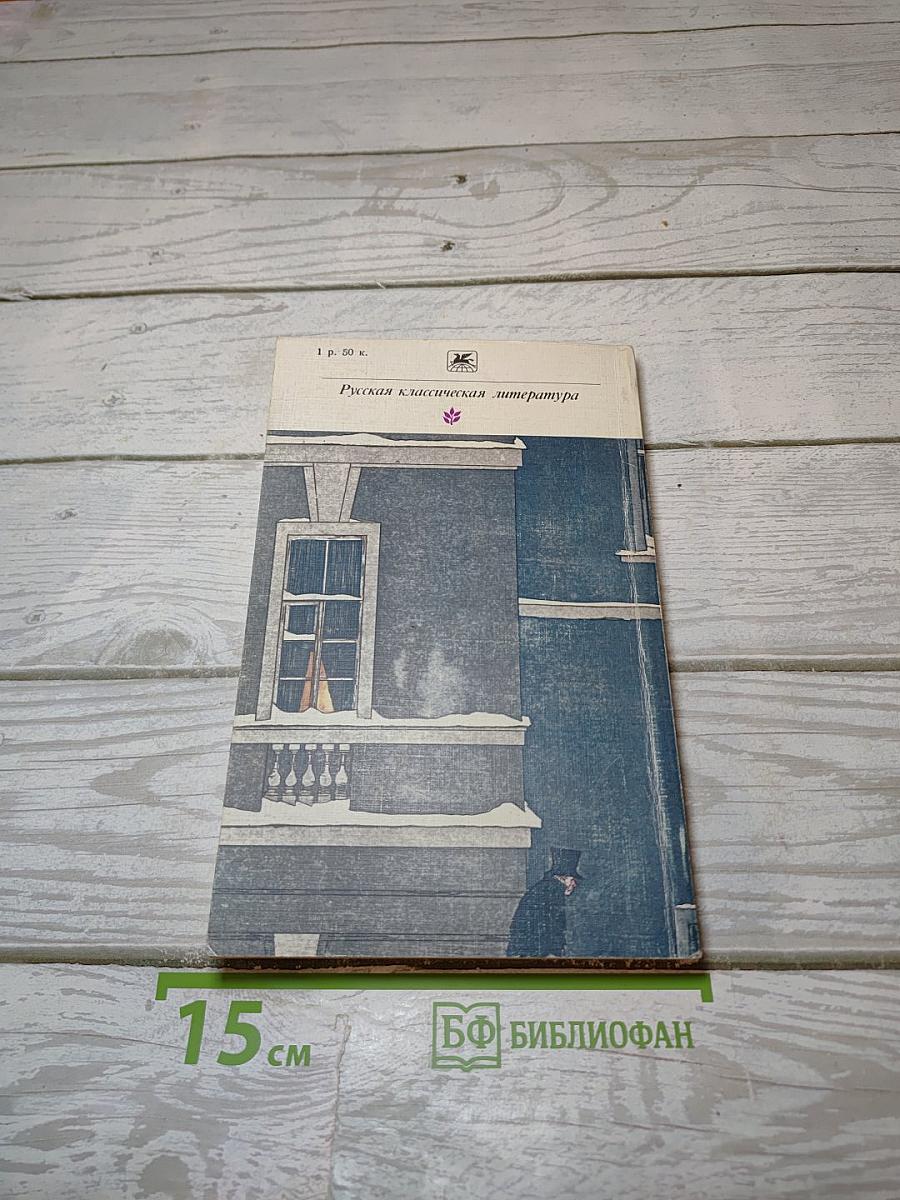 1 р. 50 к.
Русская классическая литература
15 см
БФ БИБЛИОФАН